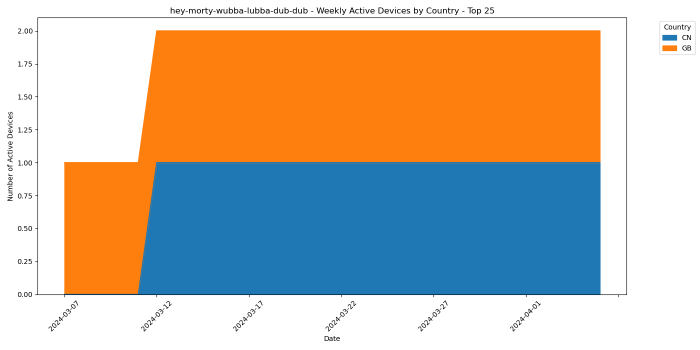 hey-morty-wubba-lubba-dub-dub - Weekly Active Devices by Country - Top 25
Country
CN
GB
2.00
1.75
1.50
1.25
1.00
0.75
0.50
0.25
0.00
Number of Active Devices
2024-03-07
2024-03-12
2024-03-17
2024-03-22
2024-03-27
2024-04-01
Date